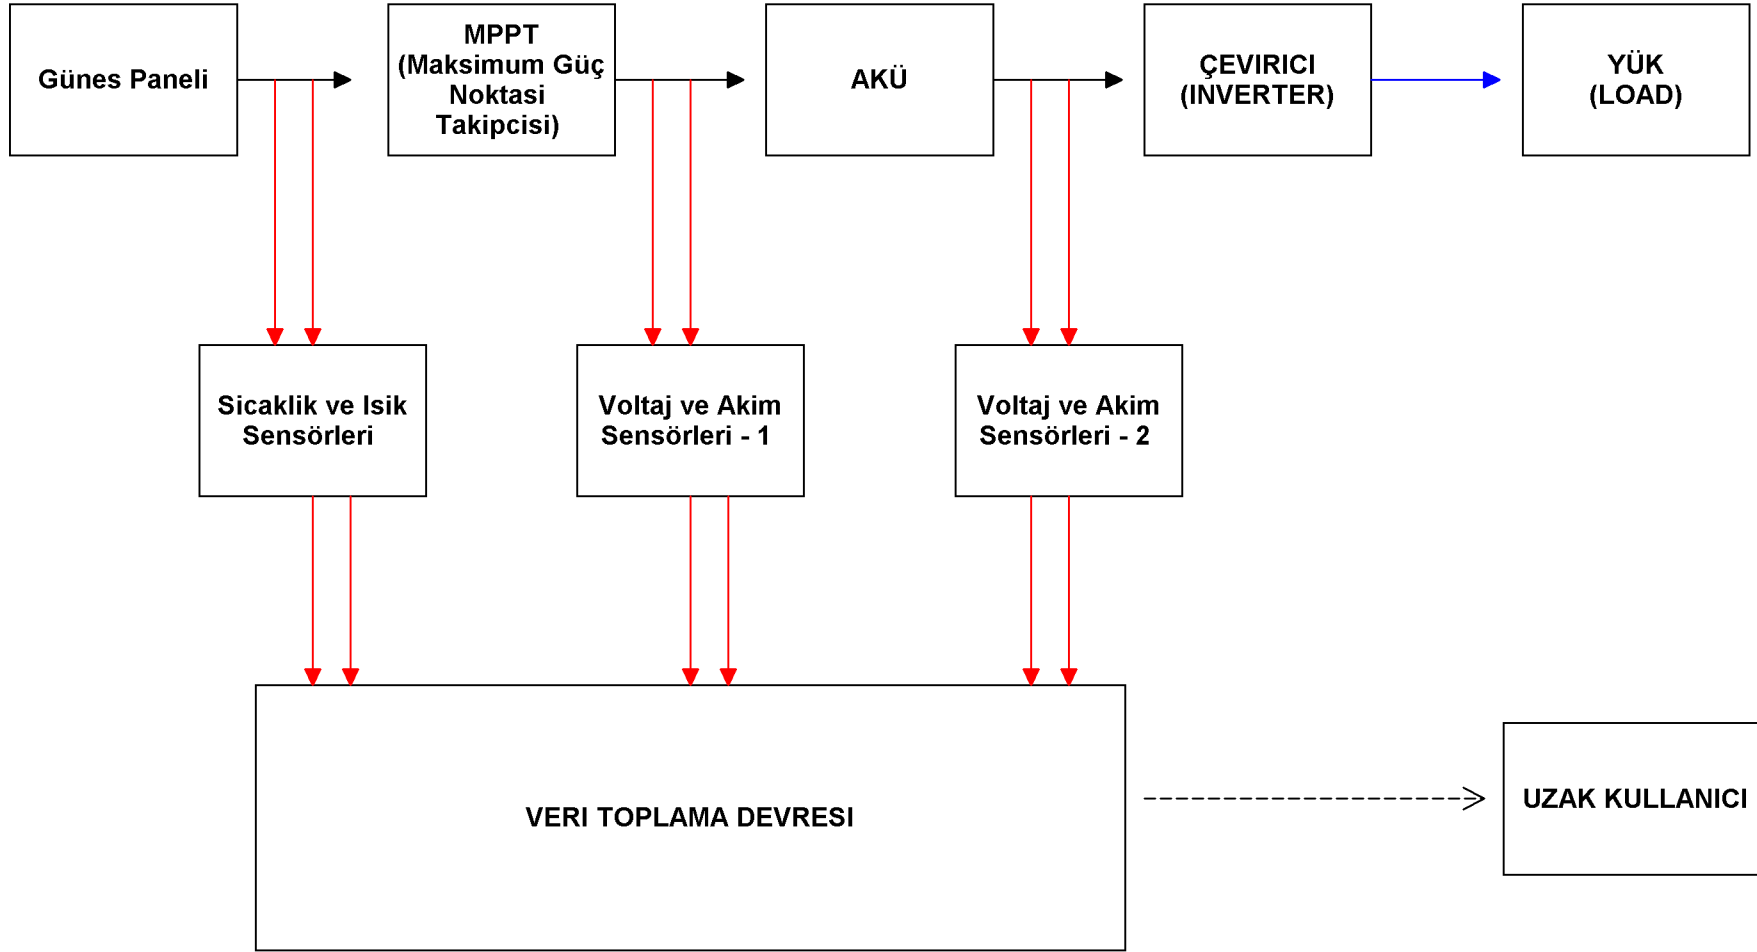 Günes Paneli
MPPT
(Maksimum Güç
Noktasi
Takipcisi)
AKÜ
ÇEVIRICI
(INVERTER)
YÜK
(LOAD)
Sicaklik ve Isik
Sensörleri
Voltaj ve Akim
Sensörleri - 1
Voltaj ve Akim
Sensörleri - 2
VERI TOPLAMA DEVRESI
UZAK KULLANICI